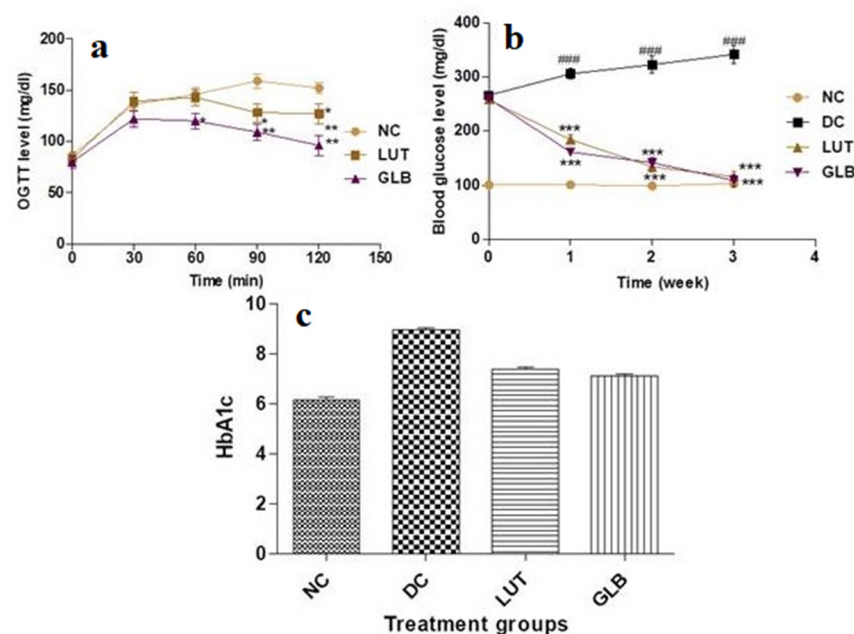 a
OGTT level (mg/dl)
200
150
100
50
0
*
*
**
*
**
**
NC
LUT
GLB
0 30 60 90 120 150
Time (min)
b
Blood glucose level (mg/dl)
400
300
200
100
0
###
###
###
***
***
***
***
***
***
NC
DC
LUT
GLB
0 1 2 3 4
Time (week)
c
HbA1c
10
8
6
4
2
0
NC DC LUT GLB
Treatment groups